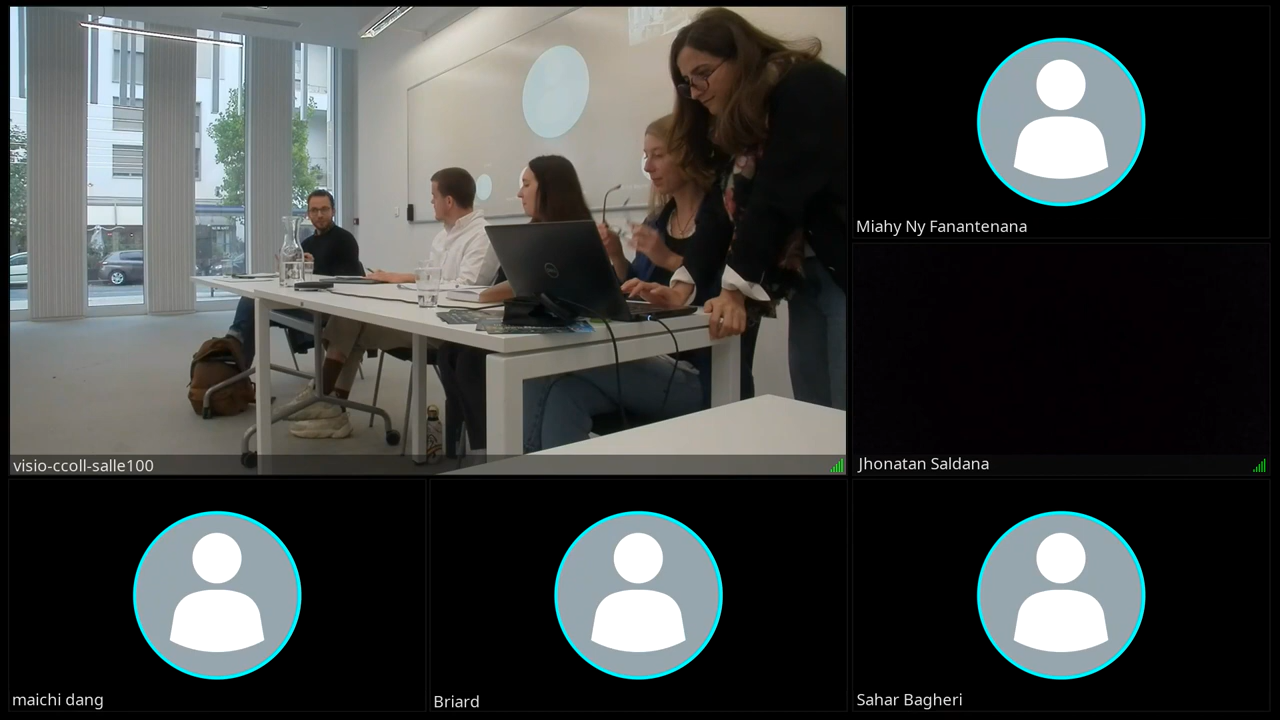 Miahy Ny Fanantenana
visio-ccoll-salle100
Jhonatan Saldana
maichi dang
Briard
Sahar Bagheri